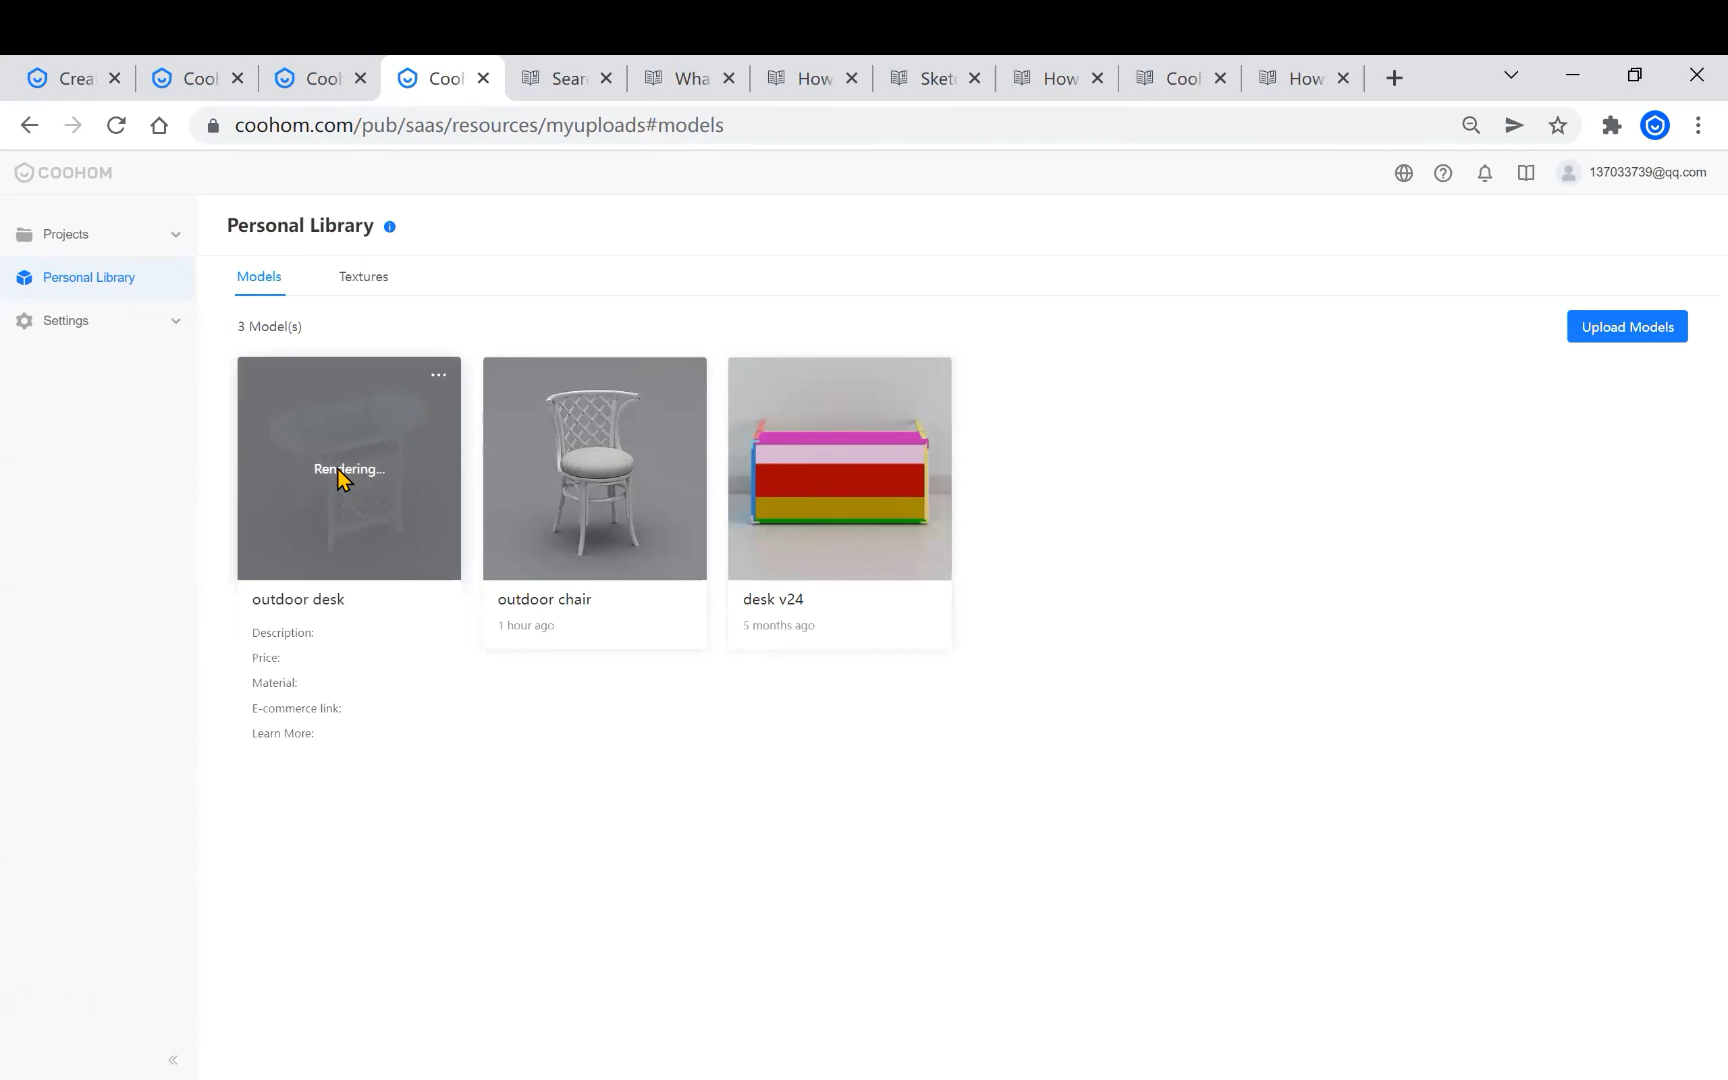 Crea
Cool
Cool
Cool
Sear
Wha
How
Sket
How
Cool
How
coohom.com/pub/saas/resources/myuploads#models
COOHOM
137033739@qq.com
Projects
Personal Library
Settings
Personal Library
Models
Textures
3 Model(s)
Upload Models
Rendering...
outdoor desk
Description:
Price:
Material:
E-commerce link:
Learn More:
outdoor chair
1 hour ago
desk v24
5 months ago